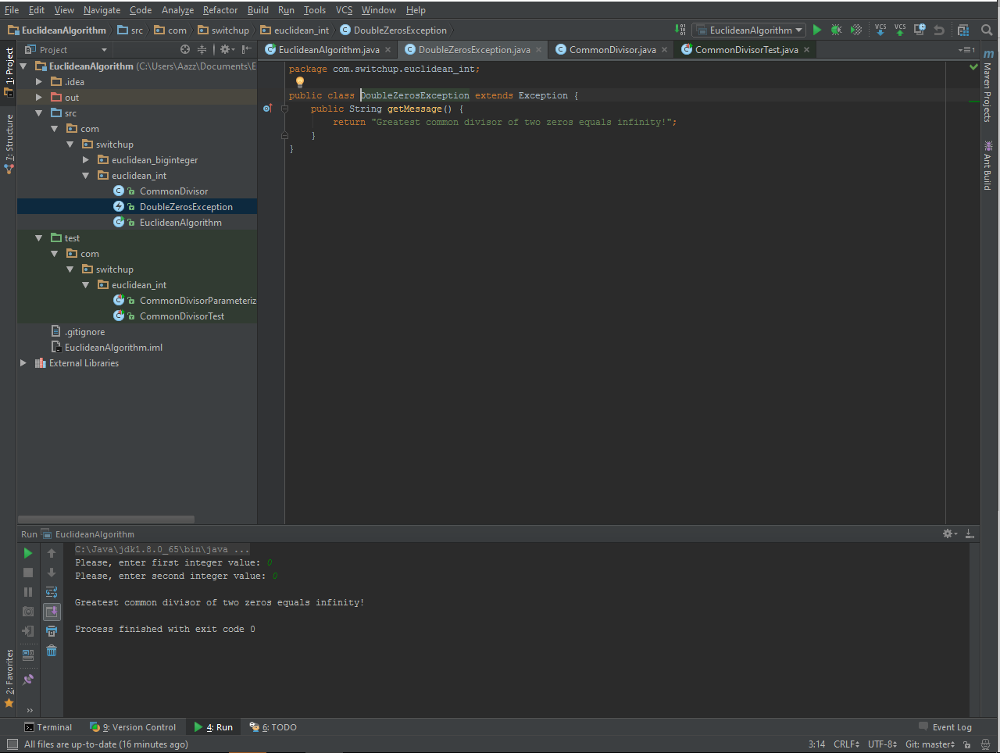 File Edit View Navigate Code Analyze Refactor Build Run Tools VCS Window Help
EuclideanAlgorithm src com switchup euclidean_int DoubleZerosException EuclideanAlgorithm VCS VCS
1: Project
7: Structure
2: Favorites
Project
EuclideanAlgorithm (C:\Users\Aazz\Documents\E
.idea
out
src
com
switchup
euclidean_biginteger
euclidean_int
CommonDivisor
DoubleZerosException
EuclideanAlgorithm
test
com
switchup
euclidean_int
CommonDivisorParameteriz
CommonDivisorTest
.gitignore
EuclideanAlgorithm.iml
External Libraries
EuclideanAlgorithm.java DoubleZerosException.java CommonDivisor.java CommonDivisorTest.java
package com.switchup.euclidean_int;
public class DoubleZerosException extends Exception {
public String getMessage() {
return "Greatest common divisor of two zeros equals infinity!";
}
}
Maven Projects
Ant Build
Run EuclideanAlgorithm
C:\Java\jdk1.8.0_65\bin\java ...
Please, enter first integer value: 0
Please, enter second integer value: 0
Greatest common divisor of two zeros equals infinity!
Process finished with exit code 0
Terminal 9: Version Control 4: Run 6: TODO Event Log
All files are up-to-date (16 minutes ago) 3:14 CRLF UTF-8 Git: master